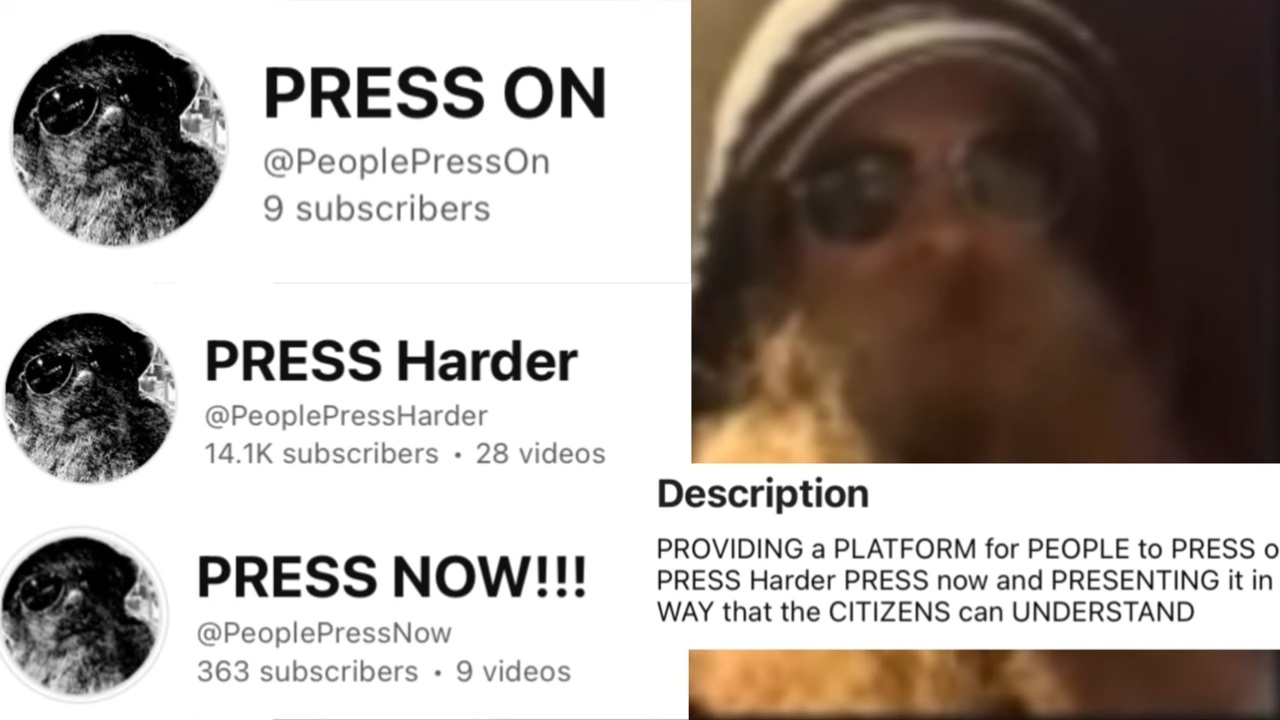 PRESS ON
@PeoplePressOn
9 subscribers
PRESS Harder
@PeoplePressHarder
14.1K subscribers • 28 videos
PRESS NOW!!!
@PeoplePressNow
363 subscribers • 9 videos
Description
PROVIDING a PLATFORM for PEOPLE to PRESS o
PRESS Harder PRESS now and PRESENTING it in
WAY that the CITIZENS can UNDERSTAND